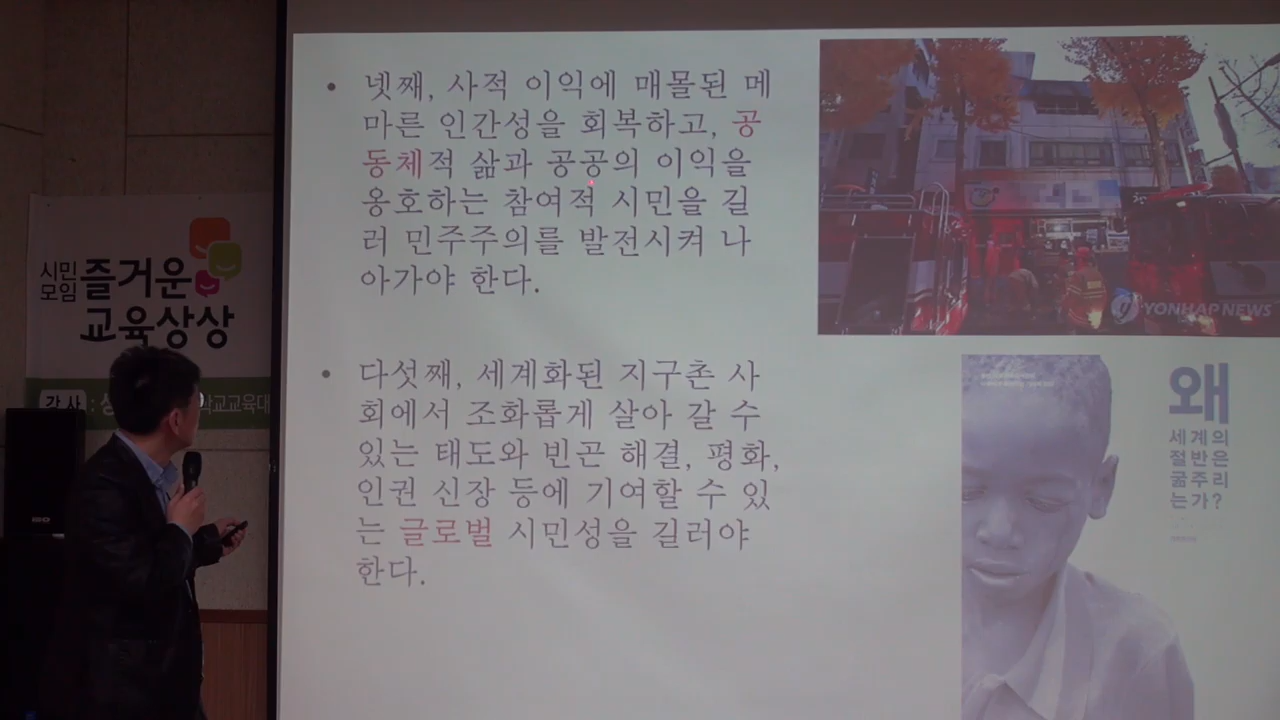 • 넷째, 사적 이익에 매몰된 메
마른 인간성을 회복하고, 공
동체적 삶과 공공의 이익을
옹호하는 참여적 시민을 길
러 민주주의를 발전시켜 나
아가야 한다.
• 다섯째, 세계화된 지구촌 사
회에서 조화롭게 살아 갈 수
있는 태도와 빈곤 해결, 평화,
인권 신장 등에 기여할 수 있
는 글로벌 시민성을 길러야
한다.
YONHAP NEWS
왜
세계의
절반은
굶주리
는가?
시민
모임
즐거운
교육상상
강사 :
학교교육대